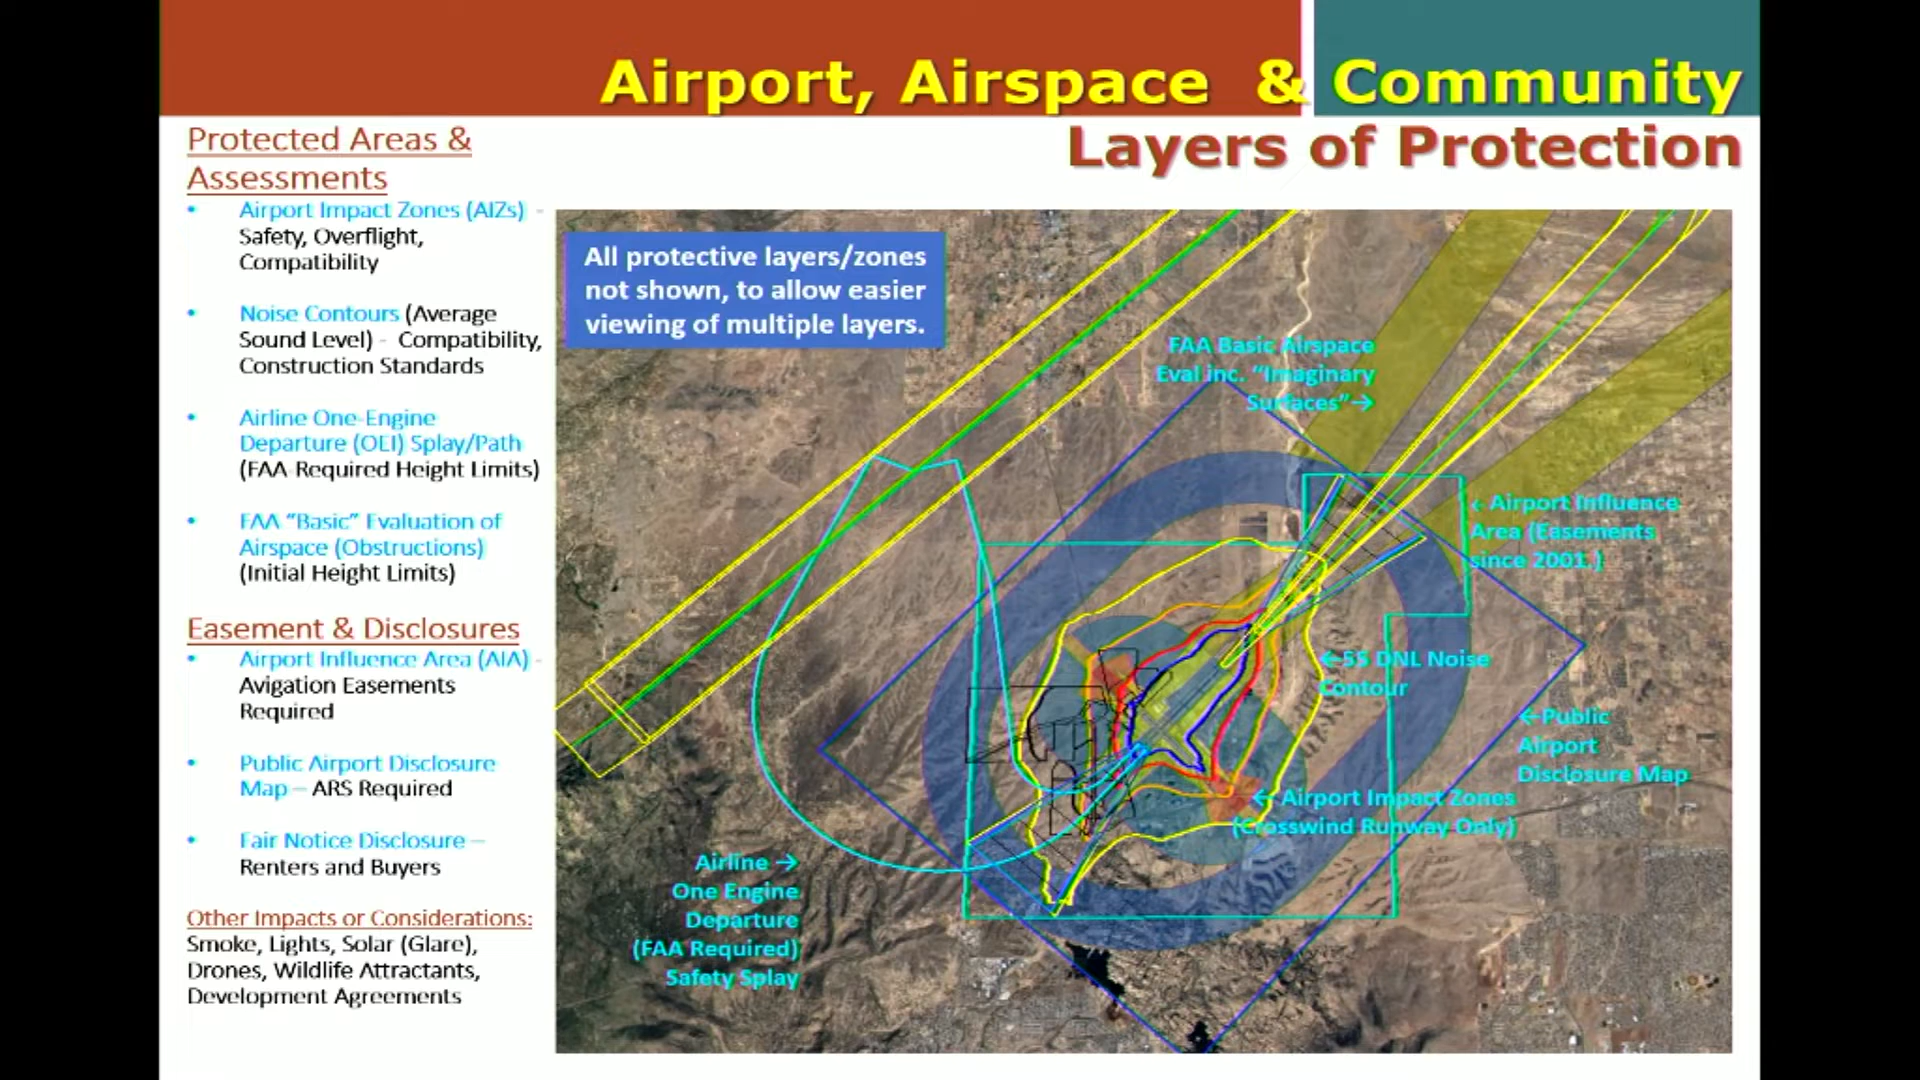 Airport, Airspace & Community
Layers of Protection
Protected Areas &
Assessments
• Airport Impact Zones (AIZs) -
Safety, Overflight,
Compatibility
• Noise Contours (Average
Sound Level) - Compatibility,
Construction Standards
• Airline One-Engine
Departure (OEI) Splay/Path
(FAA Required Height Limits)
• FAA “Basic” Evaluation of
Airspace (Obstructions)
(Initial Height Limits)
Easement & Disclosures
• Airport Influence Area (AIA) -
Avigation Easements
Required
• Public Airport Disclosure
Map – ARS Required
• Fair Notice Disclosure –
Renters and Buyers
Other Impacts or Considerations:
Smoke, Lights, Solar (Glare),
Drones, Wildlife Attractants,
Development Agreements
All protective layers/zones
not shown, to allow easier
viewing of multiple layers.
FAA Basic Airspace
Eval inc. “Imaginary
Surfaces”→
← Airport Influence
Area (Easements
since 2001.)
←55 DNL Noise
Contour
←Public
Airport
Disclosure Map
← Airport Impact Zones
(Crosswind Runway Only)
Airline →
One Engine
Departure
(FAA Required)
Safety Splay